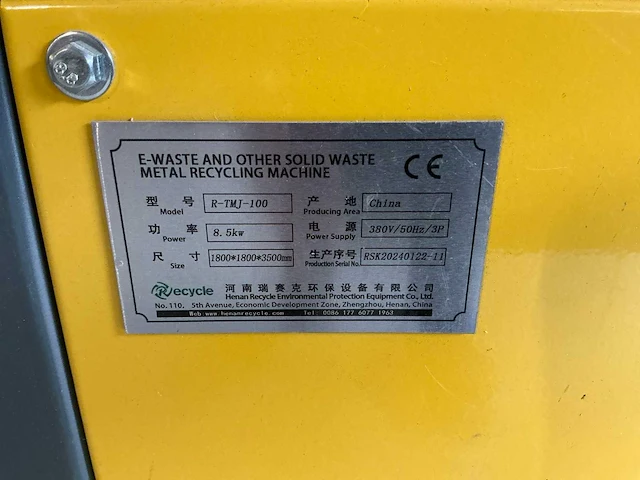 8.8
E-WASTE AND OTHER SOLID WASTE
METAL RECYCLING MACHINE
CE
型号 R-TMJ-100 产地 China
Model Producing Area
功率 8.5kw 电源 380V/50Hz/3P
Power Power Supply
尺寸 1800*1800*3500mm 生产序号 RSK20240122-11
Size Production Serial No.
Recycle 河南瑞赛克环保设备有限公司
Henan Recycle Environmental Protection Equipment Co., Ltd.
No.110, 5th Avenue, Economic Development Zone, Zhengzhou, Henan, China
Web www.henanrecycle.com Tel: 0086 177 6077 1963